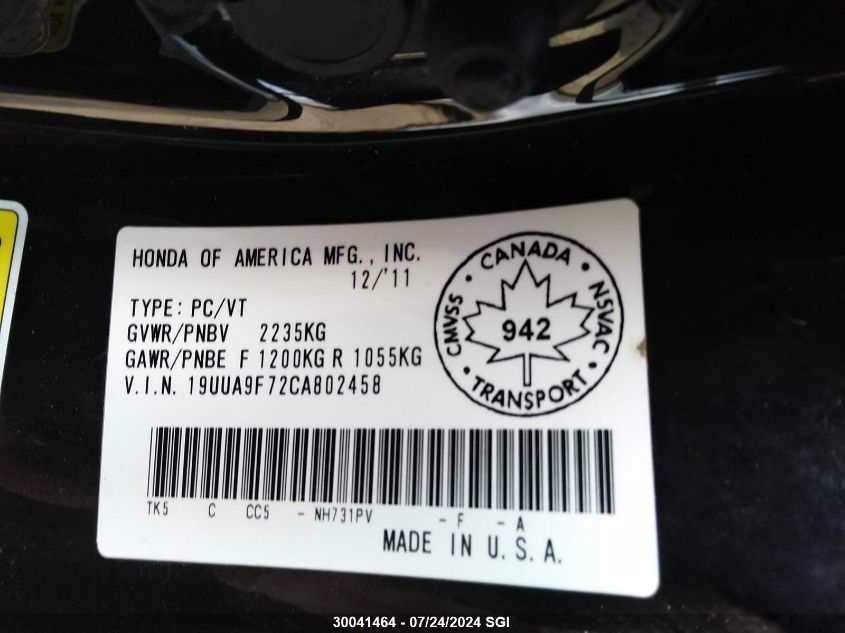 HONDA OF AMERICA MFG., INC.
12/'11
TYPE: PC/VT
GVWR/PNBV 2235KG
GAWR/PNBE F 1200KG R 1055KG
V.I.N. 19UUA9F72CA802458
CANADA
CMVSS
NSVAC
942
TRANSPORT
TK5 C CC5 - NH731PV - F - A
MADE IN U.S.A.
30041464 - 07/24/2024 SGI